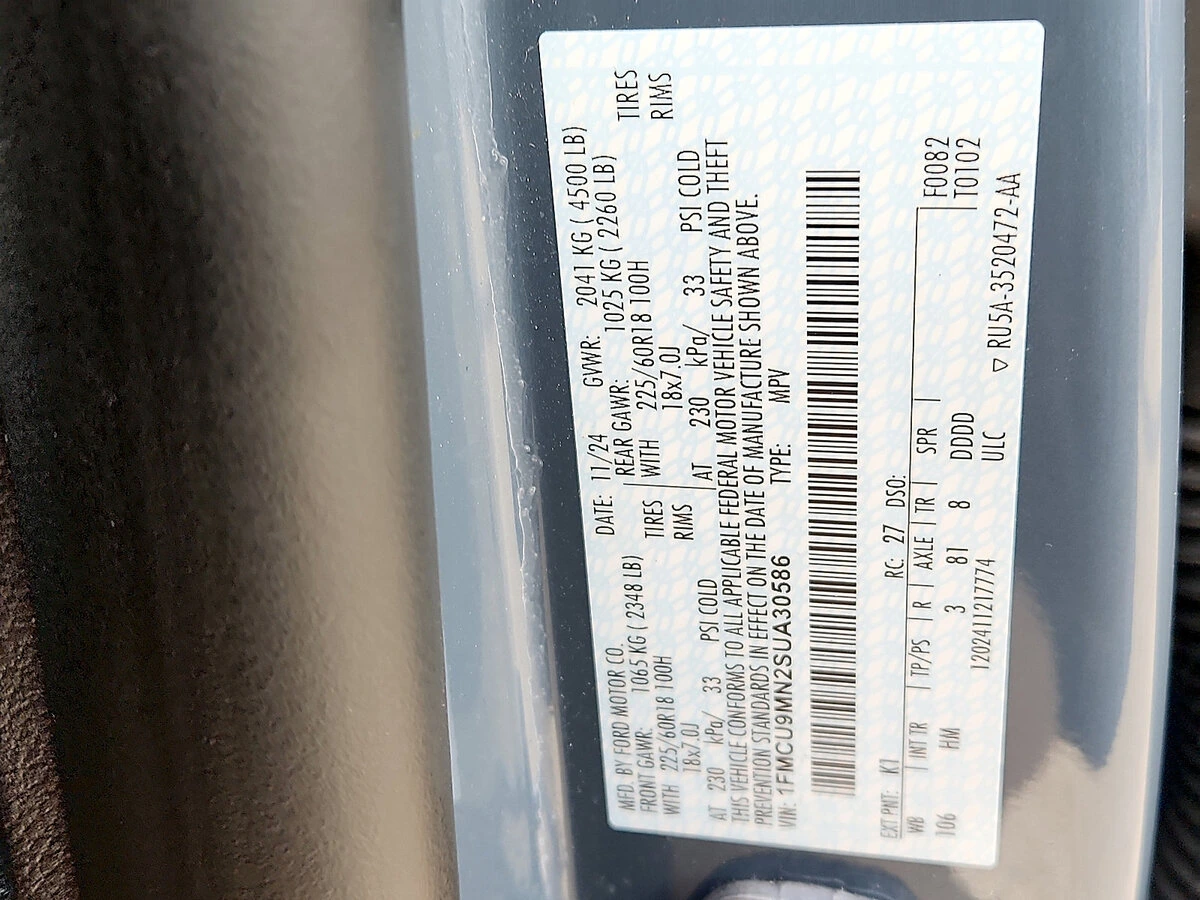 MFD. BY FORD MOTOR CO. DATE: 11/24 GVWR: 2041 KG ( 4500 LB)
FRONT GAWR: 1065 KG ( 2348 LB) REAR GAWR: 1025 KG ( 2260 LB)
WITH 225/60R18 100H TIRES WITH 225/60R18 100H TIRES
18x7.0J RIMS 18x7.0J RIMS
AT 230 kPa/ 33 PSI COLD AT 230 kPa/ 33 PSI COLD
THIS VEHICLE CONFORMS TO ALL APPLICABLE FEDERAL MOTOR VEHICLE SAFETY AND THEFT
PREVENTION STANDARDS IN EFFECT ON THE DATE OF MANUFACTURE SHOWN ABOVE.
VIN: 1FMCU9MN2SUA30586 TYPE: MPV
EXT PNT: K1 RC: 27 DSO:
WB INT TR TP/PS R AXLE TR SPR F0082
106 HM 3 81 8 DDDD T0102
120241121774 ULC
▽ RU5A-3520472-AA